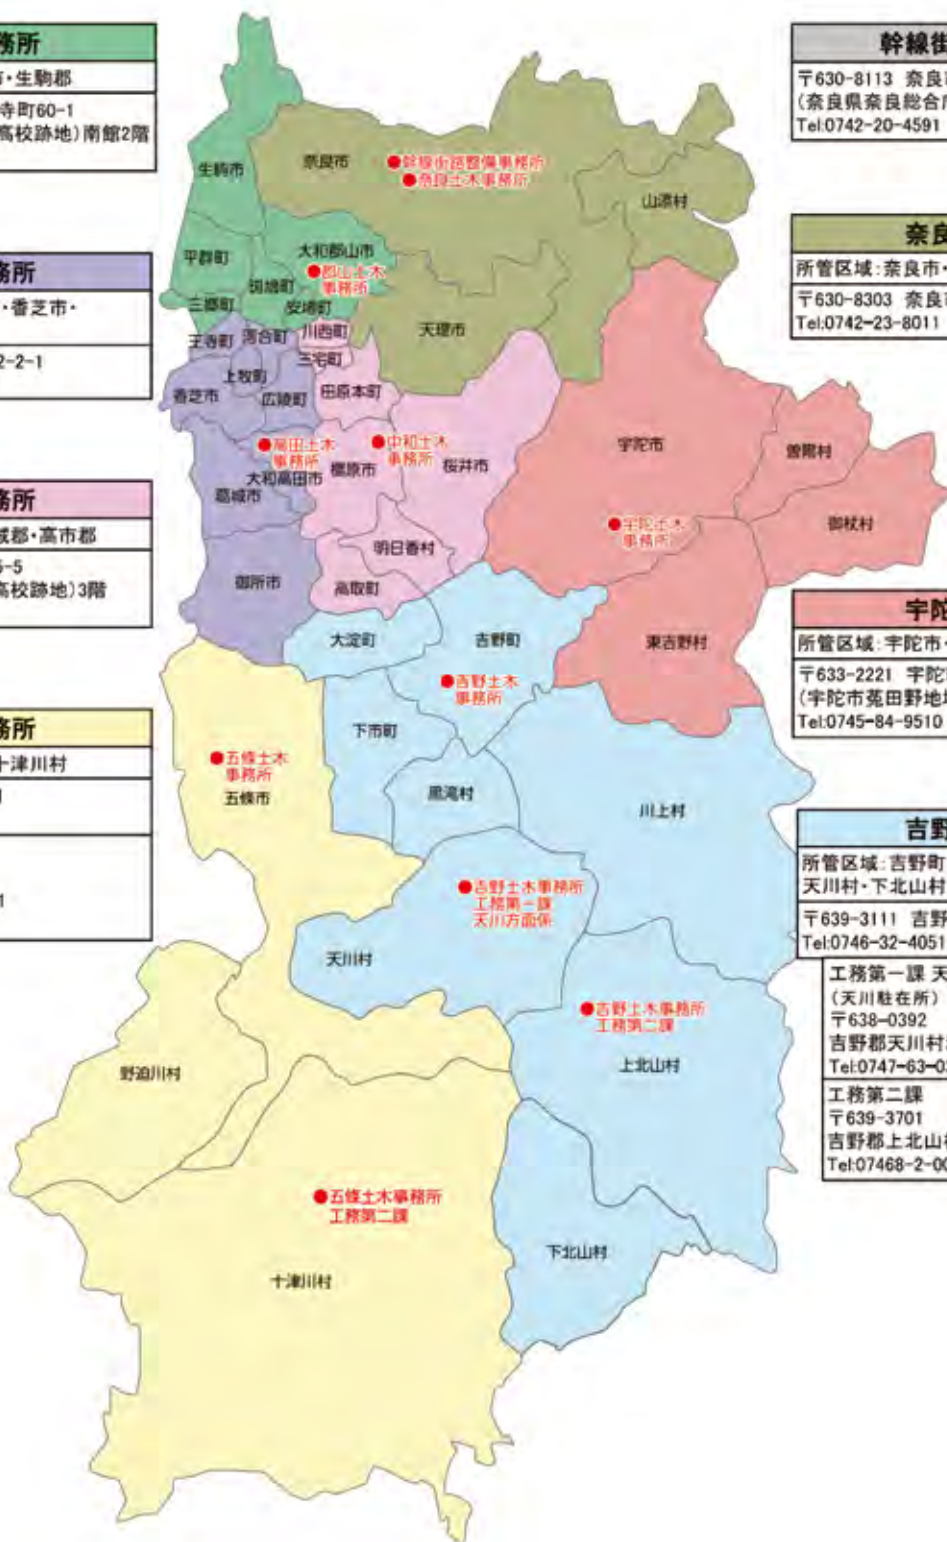 務所
市・生駒郡
寺町60-1
高校跡地)南館2階
務所
・香芝市・
2-2-1
務所
城郡・高市郡
5-5
高校跡地)3階
務所
十津川村
1
幹線街
〒630-8113 奈良
(奈良県奈良総合
Tel:0742-20-4591
奈良
所管区域:奈良市・
〒630-8303 奈良
Tel:0742-23-8011
宇陀
所管区域:宇陀市・
〒633-2221 宇陀
(宇陀市菟田野地
Tel:0745-84-9510
吉野
所管区域:吉野町
天川村・下北山村
〒639-3111 吉野
Tel:0746-32-4051
工務第一課 天
(天川駐在所)
〒638-0392
吉野郡天川村
Tel:0747-63-0
工務第二課
〒639-3701
吉野郡上北山
Tel:07468-2-00
生駒市
奈良市
●幹線街路整備事務所
●奈良土木事務所
山添村
平群町
大和郡山市
●郡山土木
事務所
斑鳩町
三郷町
安堵町
天理市
王寺町
河合町
川西町
三宅町
上牧町
香芝市
広陵町
田原本町
●高田土木
事務所
大和高田市
●中和土木
事務所
橿原市
桜井市
葛城市
宇陀市
曽爾村
●宇陀土木
事務所
御杖村
明日香村
御所市
高取町
大淀町
吉野町
東吉野村
●吉野土木
事務所
下市町
●五條土木
事務所
五條市
黒滝村
川上村
●吉野土木事務所
工務第一課
天川方面係
天川村
●吉野土木事務所
工務第二課
上北山村
野迫川村
●五條土木事務所
工務第二課
下北山村
十津川村